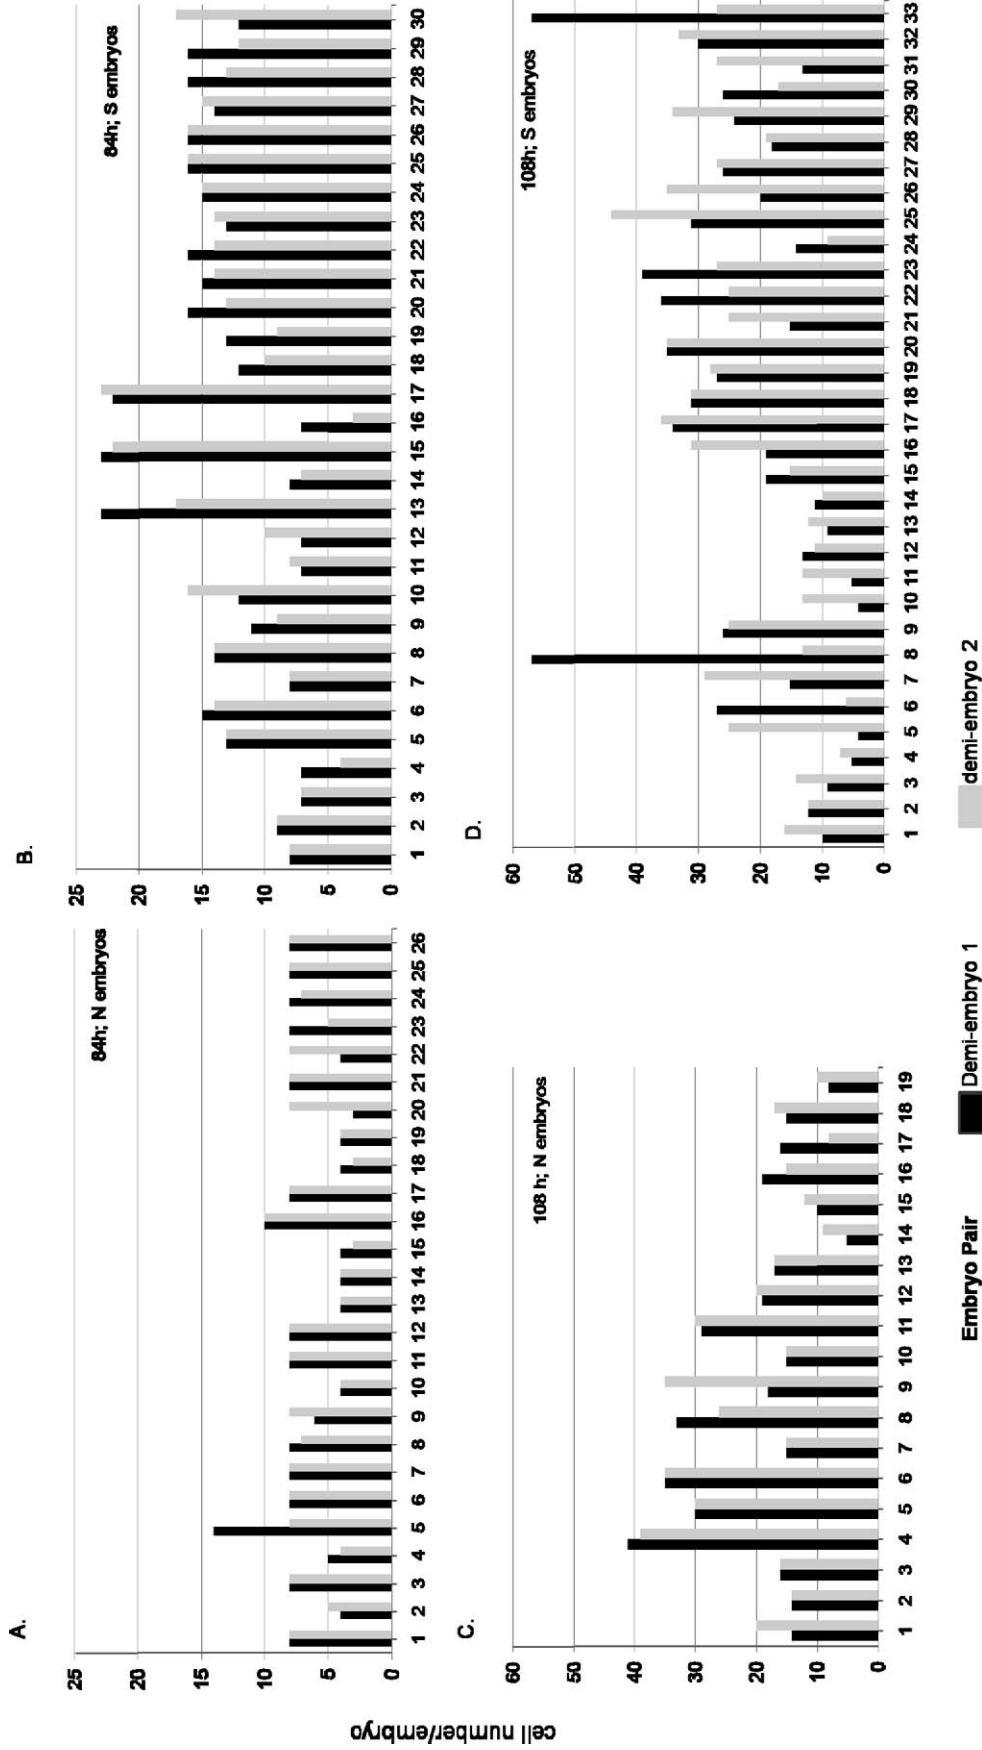 A.
84h; N embryos
25
20
15
10
5
0
1 2 3 4 5 6 7 8 9 10 11 12 13 14 15 16 17 18 19 20 21 22 23 24 25 26
B.
84h; S embryos
25
20
15
10
5
0
1 2 3 4 5 6 7 8 9 10 11 12 13 14 15 16 17 18 19 20 21 22 23 24 25 26 27 28 29 30
cell number/embryo
C.
108 h; N embryos
60
50
40
30
20
10
0
1 2 3 4 5 6 7 8 9 10 11 12 13 14 15 16 17 18 19
D.
108h; S embryos
60
50
40
30
20
10
0
1 2 3 4 5 6 7 8 9 10 11 12 13 14 15 16 17 18 19 20 21 22 23 24 25 26 27 28 29 30 31 32 33
Embryo Pair
Demi-embryo 1
demi-embryo 2